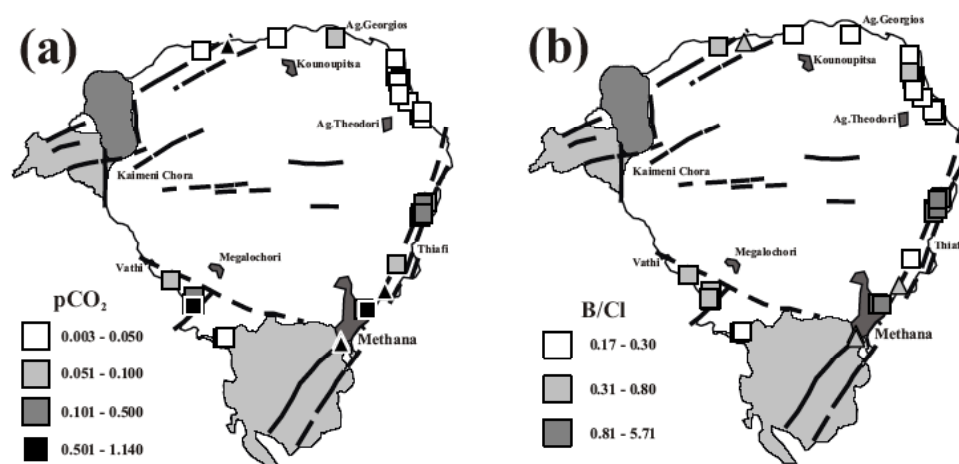 (a)
Ag.Georgios
Kounoupitsa
Ag.Theodori
Kaimeni Chora
Thiafi
Vathi
Megalochori
Methana
pCO₂
0.003 - 0.050
0.051 - 0.100
0.101 - 0.500
0.501 - 1.140
(b)
Ag.Georgios
Kounoupitsa
Ag.Theodori
Kaimeni Chora
Thiaf
Vathi
Megalochori
Methana
B/Cl
0.17 - 0.30
0.31 - 0.80
0.81 - 5.71